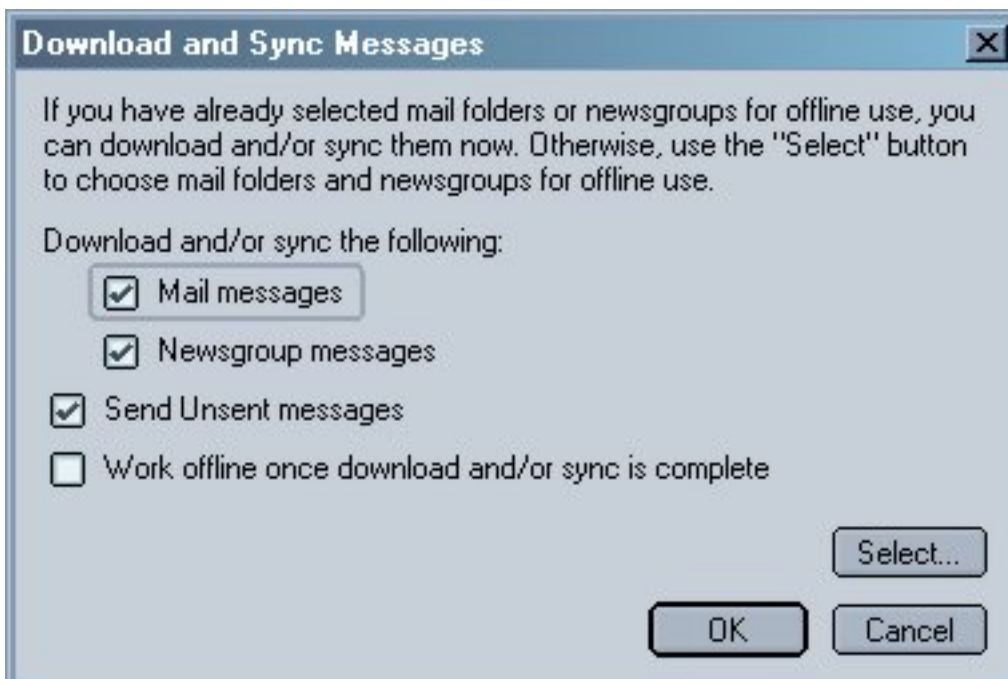 Download and Sync Messages
If you have already selected mail folders or newsgroups for offline use, you
can download and/or sync them now. Otherwise, use the "Select" button
to choose mail folders and newsgroups for offline use.
Download and/or sync the following:
Mail messages
Newsgroup messages
Send Unsent messages
Work offline once download and/or sync is complete
Select...
OK
Cancel